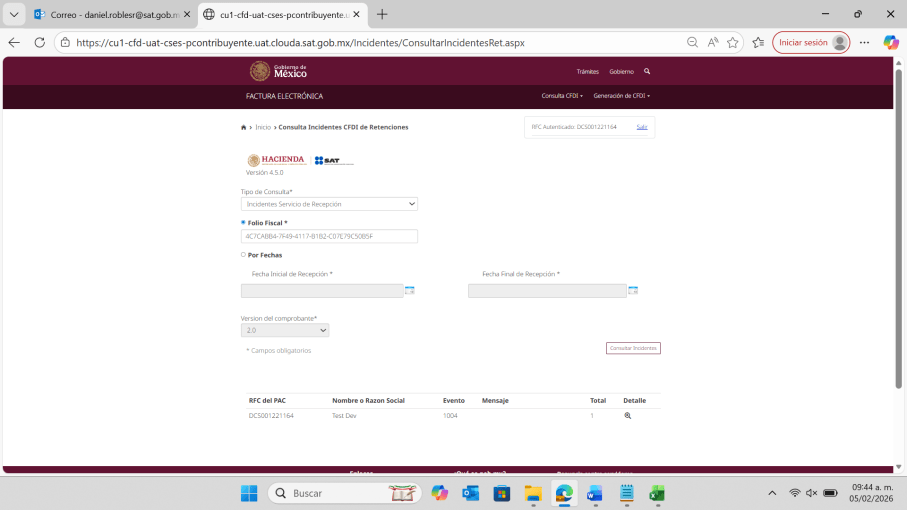 Correo - daniel.roblesr@sat.gob.m
cu1-cfd-uat-cses-pcontribuyente.
https://cu1-cfd-uat-cses-pcontribuyente.uat.clouda.sat.gob.mx/Incidentes/ConsultarIncidentesRet.aspx
Iniciar sesión
Gobierno de
México
Trámites Gobierno
FACTURA ELECTRÓNICA
Consulta CFDI Generación de CFDI
Inicio > Consulta Incidentes CFDI de Retenciones
RFC Autenticado: DCS001221164 Salir
HACIENDA SAT
Versión 4.5.0
Tipo de Consulta*
Incidentes Servicio de Recepción
Folio Fiscal *
4C7CABB4-7F49-4117-B1B2-C07E79C50B5F
Por Fechas
Fecha Inicial de Recepción * Fecha Final de Recepción *
Version del comprobante*
2.0
* Campos obligatorios
Consultar Incidentes
RFC del PAC Nombre o Razon Social Evento Mensaje Total Detalle
DCS001221164 Test Dev 1004 1
Buscar
09:44 a. m.
05/02/2026